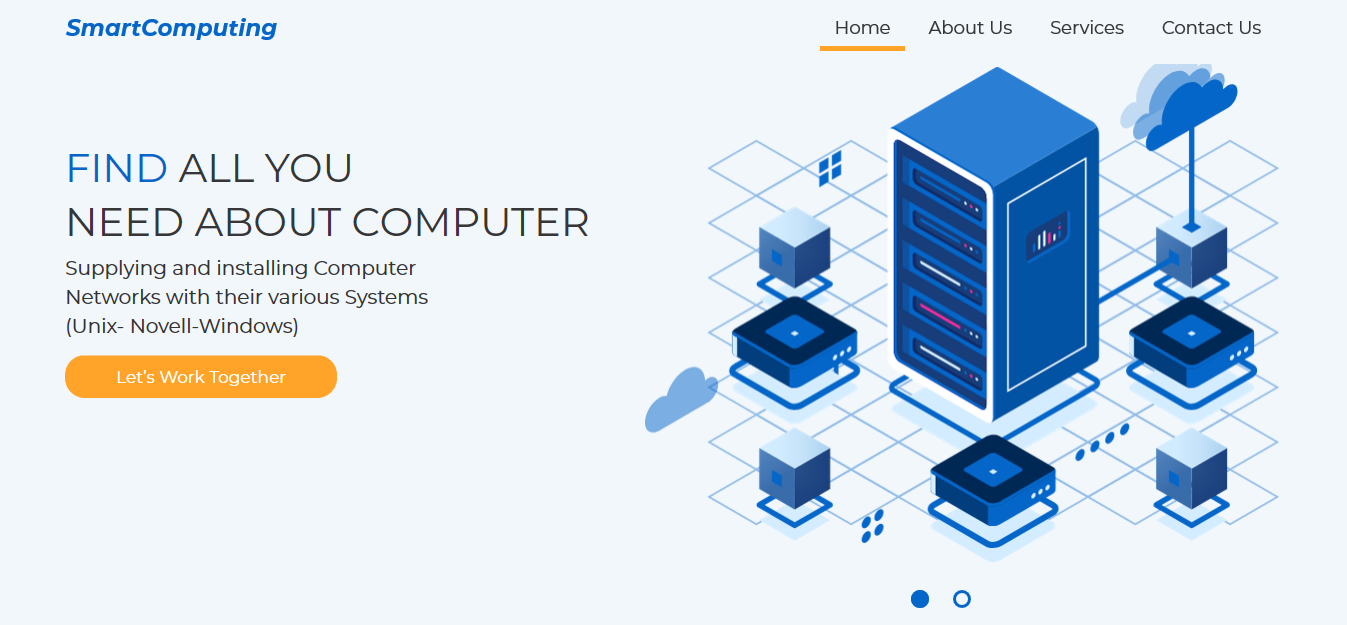 SmartComputing
Home About Us Services Contact Us
FIND ALL YOU
NEED ABOUT COMPUTER
Supplying and installing Computer
Networks with their various Systems
(Unix- Novell-Windows)
Let's Work Together